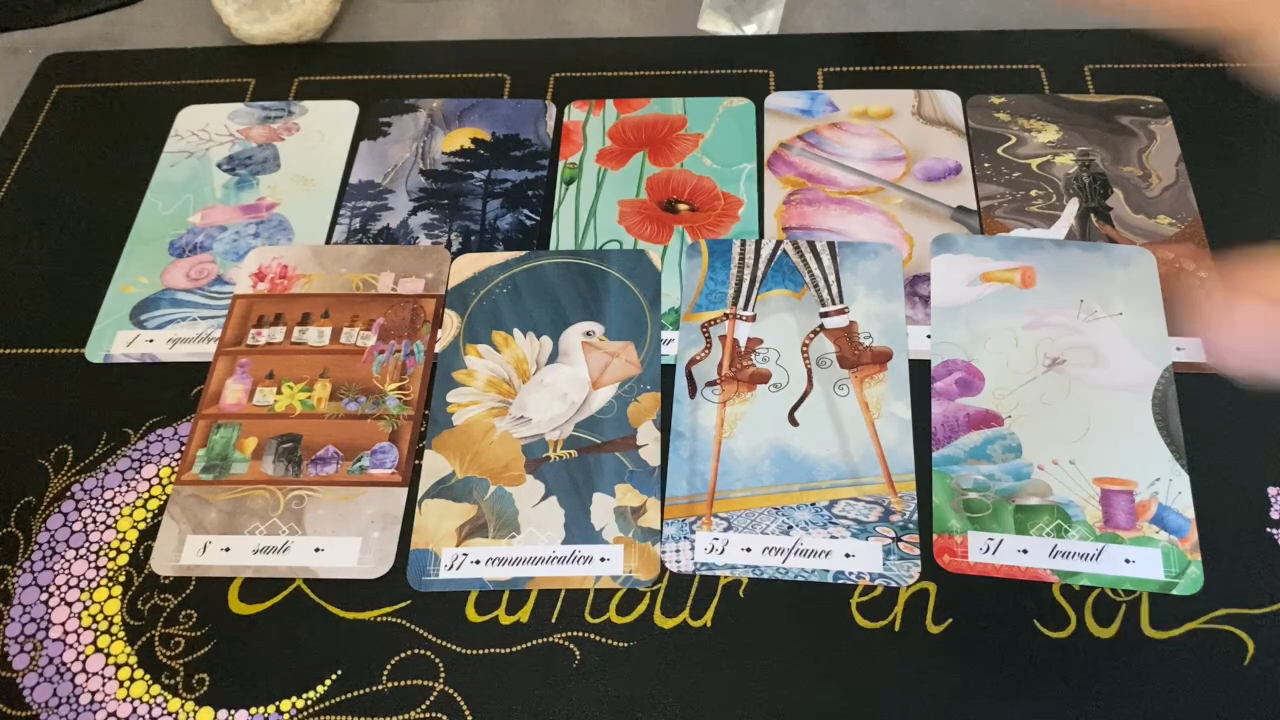 1 équilibre
8 santé
37 communication
53 confiance
51 travail
amour en soi